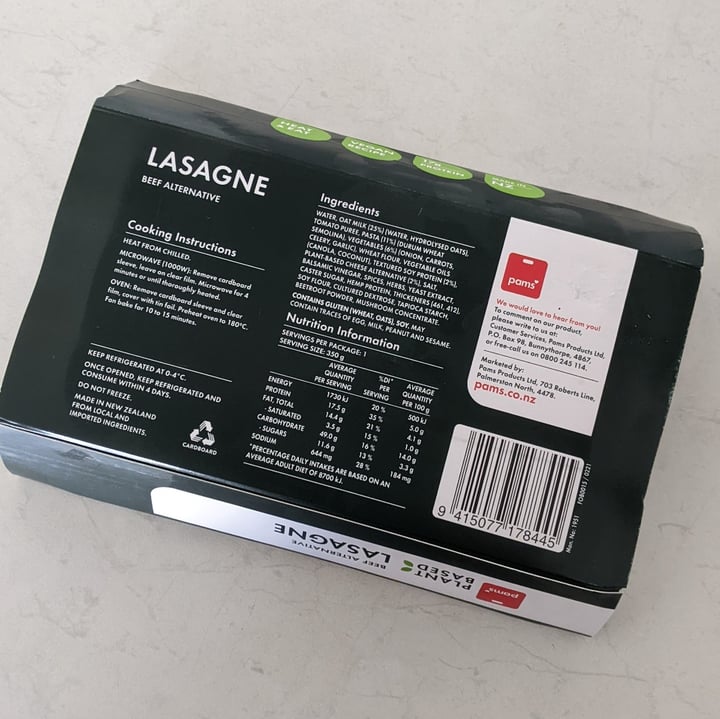 HEAT
& EAT
VEGAN
RECIPE
17g
PROTEIN
MADE IN
NZ
LASAGNE
BEEF ALTERNATIVE
Cooking Instructions
HEAT FROM CHILLED.
MICROWAVE (1000W): Remove cardboard
sleeve, leave on clear film. Microwave for 4
minutes or until thoroughly heated.
OVEN: Remove cardboard sleeve and clear
film, cover with tin foil. Preheat oven to 180°C.
Fan bake for 10 to 15 minutes.
KEEP REFRIGERATED AT 0-4°C.
ONCE OPENED, KEEP REFRIGERATED AND
CONSUME WITHIN 4 DAYS.
DO NOT FREEZE.
MADE IN NEW ZEALAND
FROM LOCAL AND
IMPORTED INGREDIENTS.
CARDBOARD
Ingredients
WATER, OAT MILK (25%) (WATER, HYDROLYSED OATS),
TOMATO PUREE, PASTA (11%) (DURUM WHEAT
SEMOLINA), VEGETABLES (6%) (ONION, CARROTS,
CELERY, GARLIC), WHEAT FLOUR, VEGETABLE OILS
(CANOLA, COCONUT), TEXTURED SOY PROTEIN (2%),
PLANT-BASED CHEESE ALTERNATIVE (2%), SALT,
BALSAMIC VINEGAR, SPICES, HERBS, YEAST EXTRACT,
CASTER SUGAR, HEMP PROTEIN, THICKENERS (461, 412),
SOY FLOUR, CULTURED DEXTROSE, TAPIOCA STARCH,
BEETROOT POWDER, MUSHROOM CONCENTRATE.
CONTAINS GLUTEN (WHEAT, OATS), SOY. MAY
CONTAIN TRACES OF EGG, MILK, PEANUT AND SESAME.
Nutrition Information
SERVINGS PER PACKAGE: 1
SERVING SIZE: 350 g
AVERAGE QUANTITY PER SERVING %DI* PER SERVING AVERAGE QUANTITY PER 100 g
ENERGY 1730 kJ 20 % 500 kJ
PROTEIN 17.5 g 35 % 5.0 g
FAT, TOTAL 14.4 g 21 % 4.1 g
- SATURATED 3.5 g 15 % 1.0 g
CARBOHYDRATE 49.0 g 16 % 14.0 g
- SUGARS 11.6 g 13 % 3.3 g
SODIUM 644 mg 28 % 184 mg
*PERCENTAGE DAILY INTAKES ARE BASED ON AN
AVERAGE ADULT DIET OF 8700 kJ.
pams
We would love to hear from you!
To comment on our product,
please write to us at:
Customer Services, Pams Products Ltd,
P.O. Box 98, Bunnythorpe, 4867,
or free-call us on 0800 245 114.
Marketed by:
Pams Products Ltd, 703 Roberts Line,
Palmerston North, 4478.
pams.co.nz
9 415077 178445
Man. No: 1951 FOB0015 / 0221
pams
PLANT
BASED
BEEF ALTERNATIVE
LASAGNE